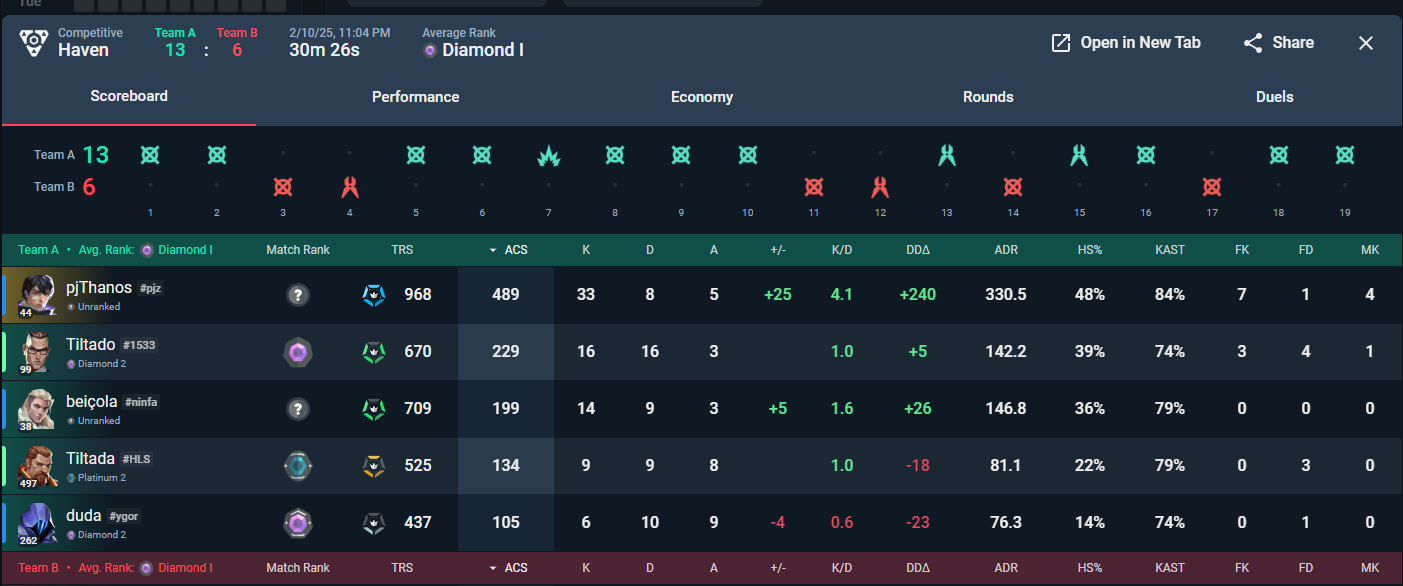 Tue
Competitive Team A Team B 2/10/25, 11:04 PM Average Rank
Haven 13 : 6 30m 26s Diamond I Open in New Tab Share
Scoreboard Performance Economy Rounds Duels
Team A 13
Team B 6
1 2 3 4 5 6 7 8 9 10 11 12 13 14 15 16 17 18 19
Team A • Avg. Rank: Diamond I Match Rank TRS ACS K D A +/- K/D DDΔ ADR HS% KAST FK FD MK
44 pjThanos #pjz Unranked ? 968 489 33 8 5 +25 4.1 +240 330.5 48% 84% 7 1 4
99 Tiltado #1533 Diamond 2 670 229 16 16 3 1.0 +5 142.2 39% 74% 3 4 1
38 beiçola #ninfa Unranked ? 709 199 14 9 3 +5 1.6 +26 146.8 36% 79% 0 0 0
497 Tiltada #HLS Platinum 2 525 134 9 9 8 1.0 -18 81.1 22% 79% 0 3 0
262 duda #ygor Diamond 2 437 105 6 10 9 -4 0.6 -23 76.3 14% 74% 0 1 0
Team B • Avg. Rank: Diamond I Match Rank TRS ACS K D A +/- K/D DDΔ ADR HS% KAST FK FD MK